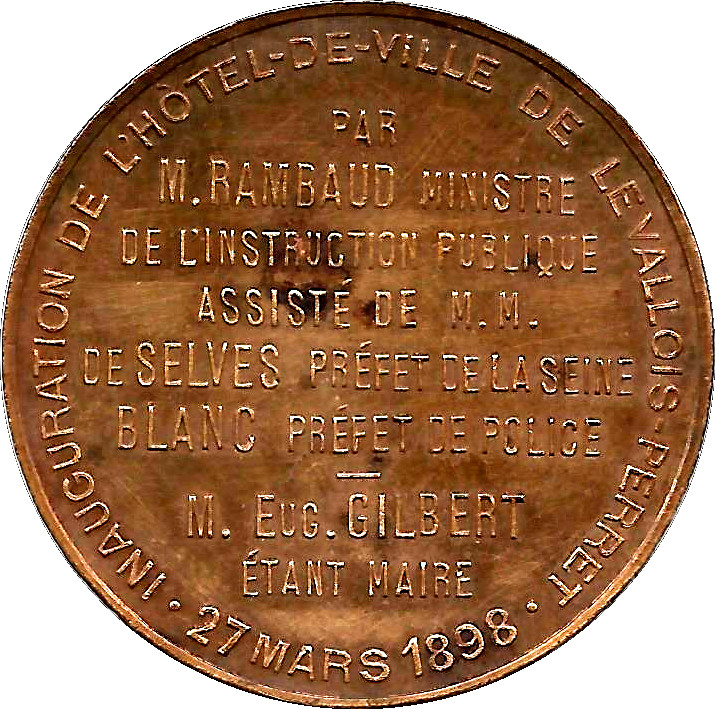 INAUGURATION DE L'HÔTEL-DE-VILLE DE LEVALLOIS-PERRET
PAR
M. RAMBAUD MINISTRE
DE L'INSTRUCTION PUBLIQUE
ASSISTÉ DE M. M.
DE SELVES PRÉFET DE LA SEINE
BLANC PRÉFET DE POLICE
M. EUG. GILBERT
ÉTANT MAIRE
· 27 MARS 1898 ·